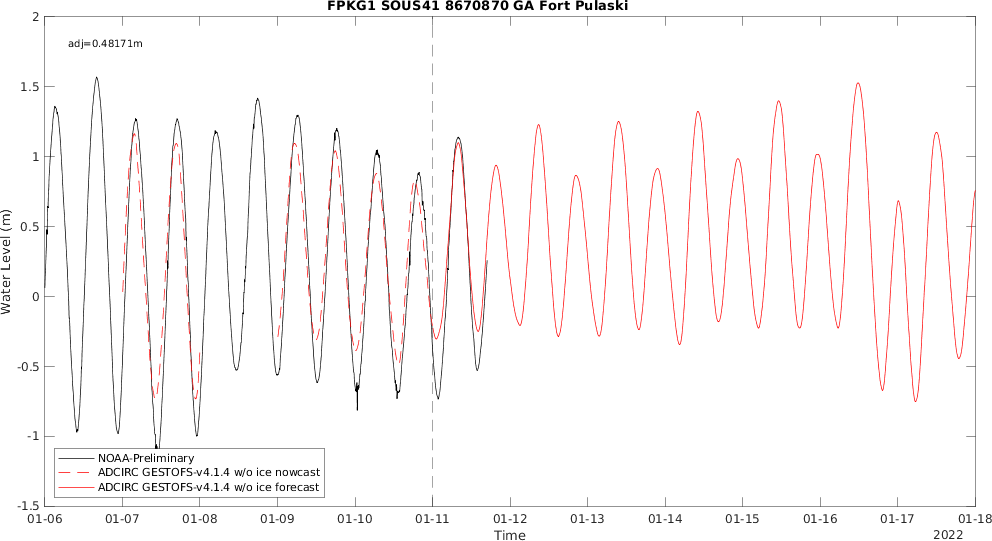 FPKG1 SOUS41 8670870 GA Fort Pulaski
adj=0.48171m
2
1.5
1
0.5
0
-0.5
-1
-1.5
Water Level (m)
NOAA-Preliminary
ADCIRC GESTOFS-v4.1.4 w/o ice nowcast
ADCIRC GESTOFS-v4.1.4 w/o ice forecast
01-06 01-07 01-08 01-09 01-10 01-11 01-12 01-13 01-14 01-15 01-16 01-17 01-18
Time
2022